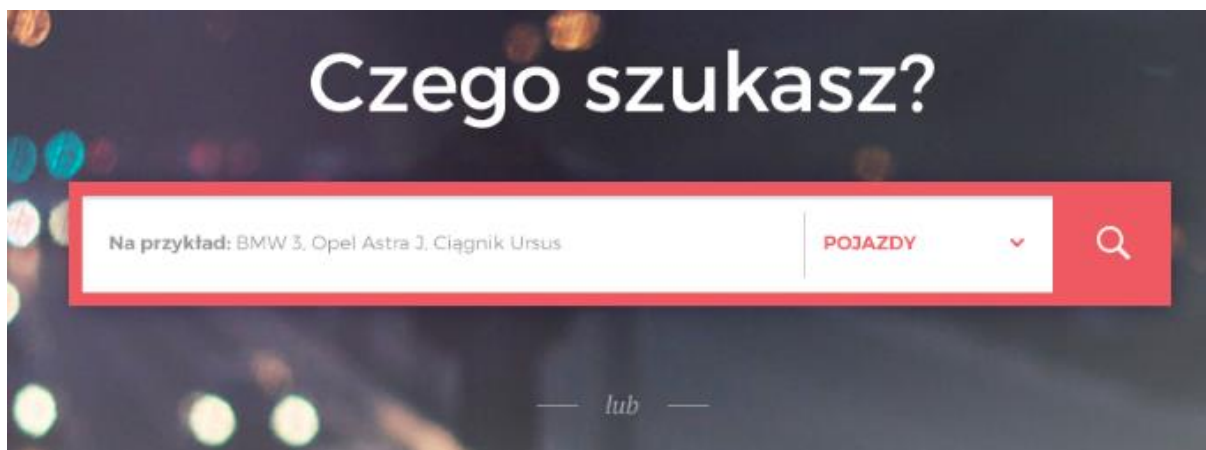 Czego szukasz?
Na przykład: BMW 3, Opel Astra J, Ciągnik Ursus POJAZDY
lub